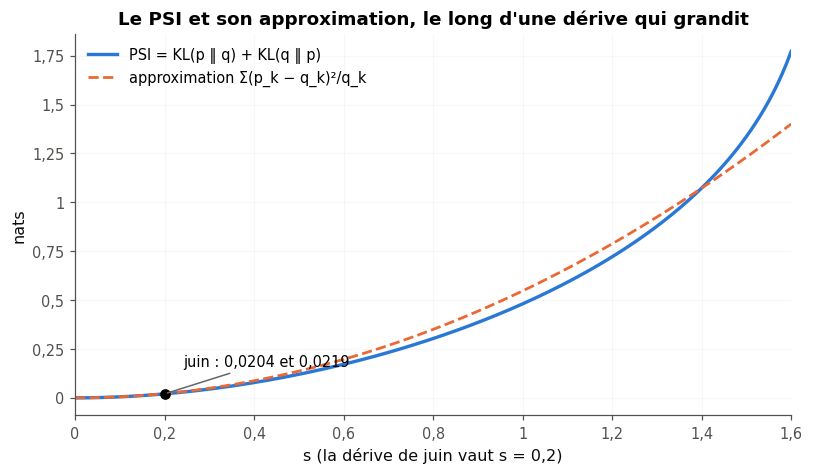 Le PSI et son approximation, le long d'une dérive qui grandit
PSI = KL(p ∥ q) + KL(q ∥ p)
approximation Σ(p_k − q_k)²/q_k
1,75
1,5
1,25
1
0,75
0,5
0,25
0
nats
juin : 0,0204 et 0,0219
0
0,2
0,4
0,6
0,8
1
1,2
1,4
1,6
s (la dérive de juin vaut s = 0,2)